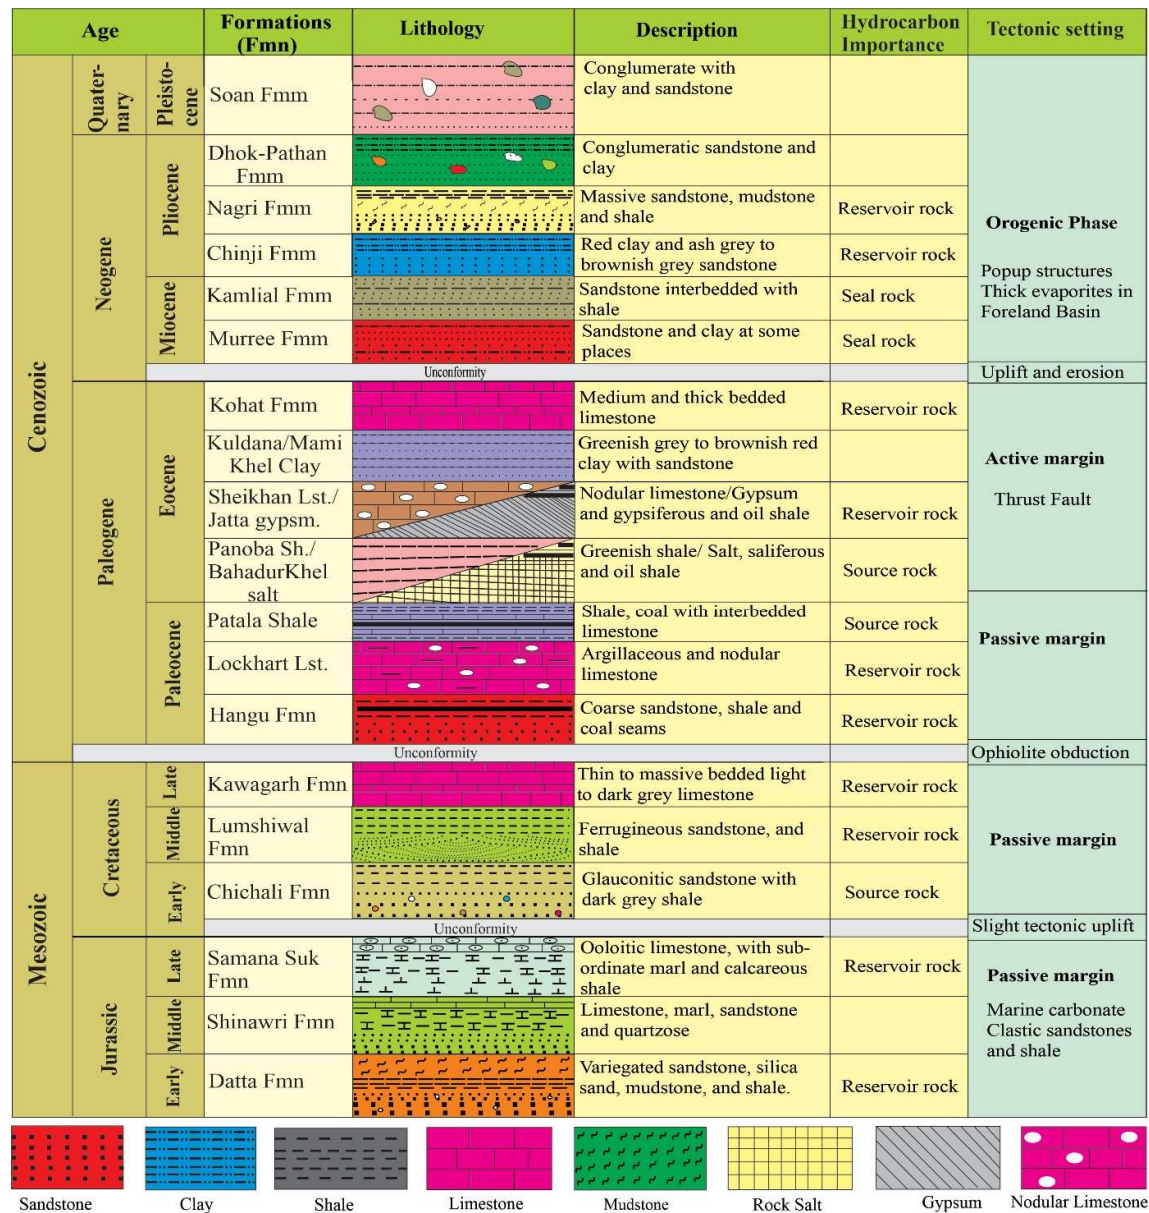 Age
Formations
(Fmn)
Lithology
Description
Hydrocarbon
Importance
Tectonic setting
Cenozoic
Quater-
nary
Pleisto-
cene
Soan Fmm
Conglomerate with
clay and sandstone
Neogene
Pliocene
Dhok-Pathan
Fmm
Conglomeratic sandstone and
clay
Nagri Fmm
Massive sandstone, mudstone
and shale
Reservoir rock
Chinji Fmm
Red clay and ash grey to
brownish grey sandstone
Reservoir rock
Miocene
Kamlial Fmm
Sandstone interbedded with
shale
Seal rock
Murree Fmm
Sandstone and clay at some
places
Seal rock
Orogenic Phase
Popup structures
Thick evaporites in
Foreland Basin
Unconformity
Uplift and erosion
Paleogene
Eocene
Kohat Fmm
Medium and thick bedded
limestone
Reservoir rock
Kuldana/Mami
Khel Clay
Greenish grey to brownish red
clay with sandstone
Sheikhan Lst./
Jatta gypsm.
Nodular limestone/Gypsum
and gypsiferous and oil shale
Reservoir rock
Panoba Sh./
BahadurKhel
salt
Greenish shale/ Salt, saliferous
and oil shale
Source rock
Active margin
Thrust Fault
Paleocene
Patala Shale
Shale, coal with interbedded
limestone
Source rock
Lockhart Lst.
Argillaceous and nodular
limestone
Reservoir rock
Hangu Fmn
Coarse sandstone, shale and
coal seams
Reservoir rock
Passive margin
Unconformity
Ophiolite obduction
Mesozoic
Cretaceous
Late
Kawagarh Fmn
Thin to massive bedded light
to dark grey limestone
Reservoir rock
Middle
Lumshiwal
Fmn
Ferrugineous sandstone, and
shale
Reservoir rock
Early
Chichali Fmn
Glauconitic sandstone with
dark grey shale
Source rock
Passive margin
Unconformity
Slight tectonic uplift
Jurassic
Late
Samana Suk
Fmn
Ooloitic limestone, with sub-
ordinate marl and calcareous
shale
Reservoir rock
Middle
Shinawri Fmn
Limestone, marl, sandstone
and quartzose
Early
Datta Fmn
Variegated sandstone, silica
sand, mudstone, and shale.
Reservoir rock
Passive margin
Marine carbonate
Clastic sandstones
and shale
Sandstone
Clay
Shale
Limestone
Mudstone
Rock Salt
Gypsum
Nodular Limestone